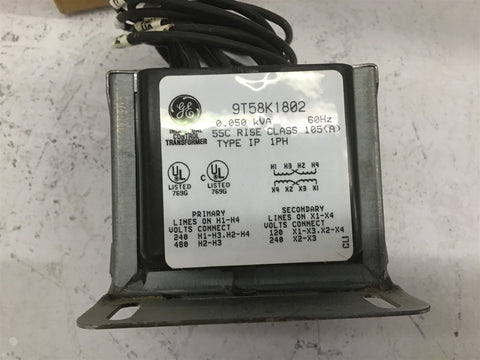 GE
9T58K1802
0.050 kVA 60Hz
55C RISE CLASS 105(A)
TYPE IP 1PH
CONTROL
TRANSFORMER
H1 H3 H2 H4
X4 X2 X3 X1
UL
LISTED
769G
C UL
LISTED
769G
PRIMARY
LINES ON H1-H4
VOLTS CONNECT
240 H1-H3.H2-H4
480 H2-H3
SECONDARY
LINES ON X1-X4
VOLTS CONNECT
120 X1-X3.X2-X4
240 X2-X3
CLI